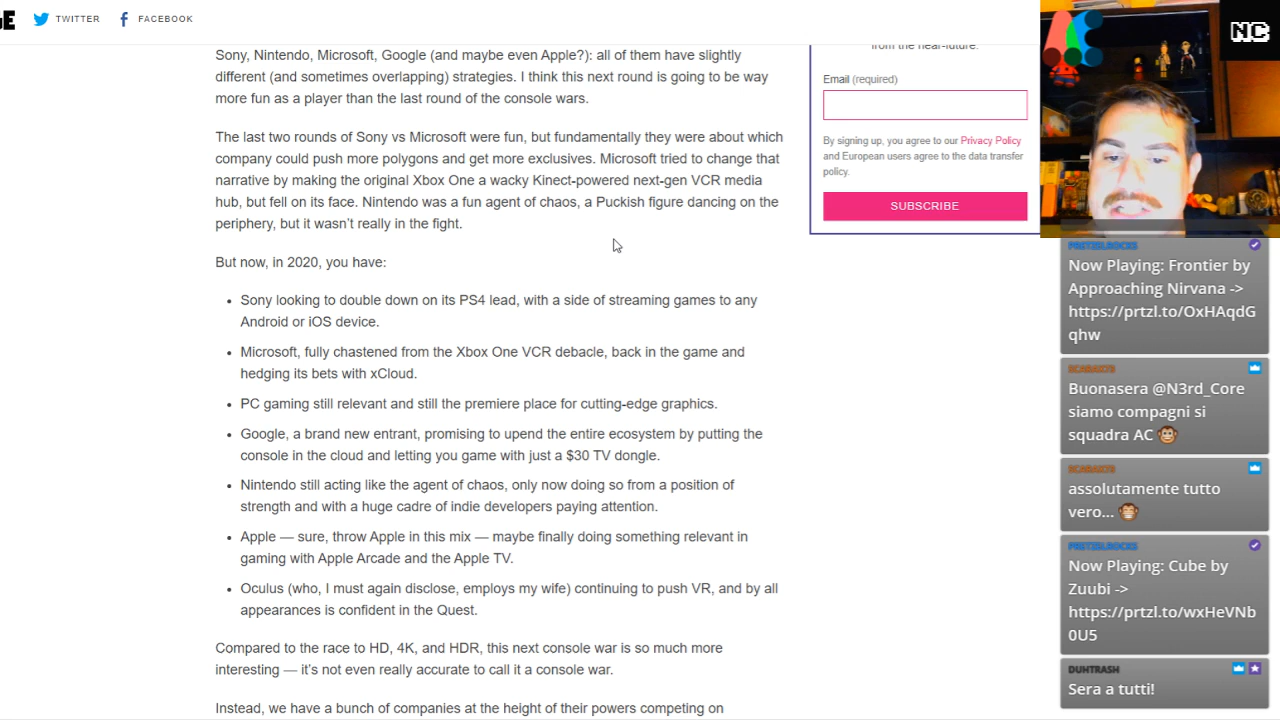 GE
TWITTER
FACEBOOK
NC
Sony, Nintendo, Microsoft, Google (and maybe even Apple?): all of them have slightly
different (and sometimes overlapping) strategies. I think this next round is going to be way
more fun as a player than the last round of the console wars.
The last two rounds of Sony vs Microsoft were fun, but fundamentally they were about which
company could push more polygons and get more exclusives. Microsoft tried to change that
narrative by making the original Xbox One a wacky Kinect-powered next-gen VCR media
hub, but fell on its face. Nintendo was a fun agent of chaos, a Puckish figure dancing on the
periphery, but it wasn’t really in the fight.
But now, in 2020, you have:
• Sony looking to double down on its PS4 lead, with a side of streaming games to any
Android or iOS device.
• Microsoft, fully chastened from the Xbox One VCR debacle, back in the game and
hedging its bets with xCloud.
• PC gaming still relevant and still the premiere place for cutting-edge graphics.
• Google, a brand new entrant, promising to upend the entire ecosystem by putting the
console in the cloud and letting you game with just a $30 TV dongle.
• Nintendo still acting like the agent of chaos, only now doing so from a position of
strength and with a huge cadre of indie developers paying attention.
• Apple — sure, throw Apple in this mix — maybe finally doing something relevant in
gaming with Apple Arcade and the Apple TV.
• Oculus (who, I must again disclose, employs my wife) continuing to push VR, and by all
appearances is confident in the Quest.
Compared to the race to HD, 4K, and HDR, this next console war is so much more
interesting — it’s not even really accurate to call it a console war.
Instead, we have a bunch of companies at the height of their powers competing on
from the near-future.
Email (required)
By signing up, you agree to our Privacy Policy
and European users agree to the data transfer
policy.
SUBSCRIBE
PRETZELROCKS
Now Playing: Frontier by
Approaching Nirvana ->
https://prtzl.to/OxHAqdG
qhw
Buonasera @N3rd_Core
siamo compagni si
squadra AC
assolutamente tutto
vero...
PRETZELROCKS
Now Playing: Cube by
Zuubi ->
https://prtzl.to/wxHeVNb
0U5
DUHTRASH
Sera a tutti!